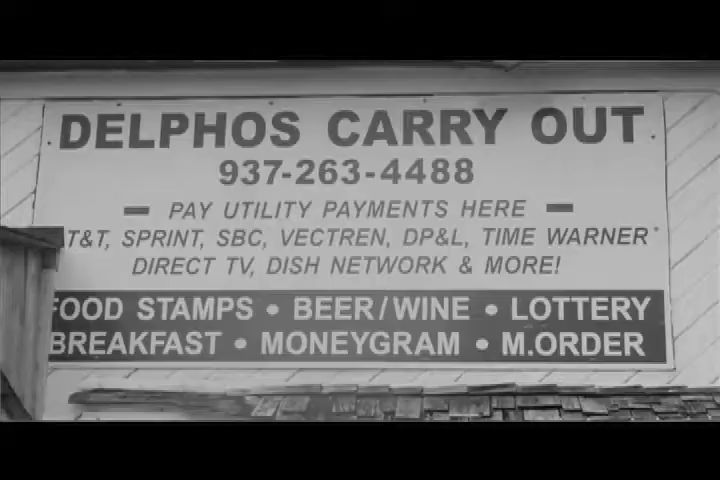 DELPHOS CARRY OUT
937-263-4488
— PAY UTILITY PAYMENTS HERE —
AT&T, SPRINT, SBC, VECTREN, DP&L, TIME WARNER
DIRECT TV, DISH NETWORK & MORE!
FOOD STAMPS • BEER/WINE • LOTTERY
BREAKFAST • MONEYGRAM • M.ORDER